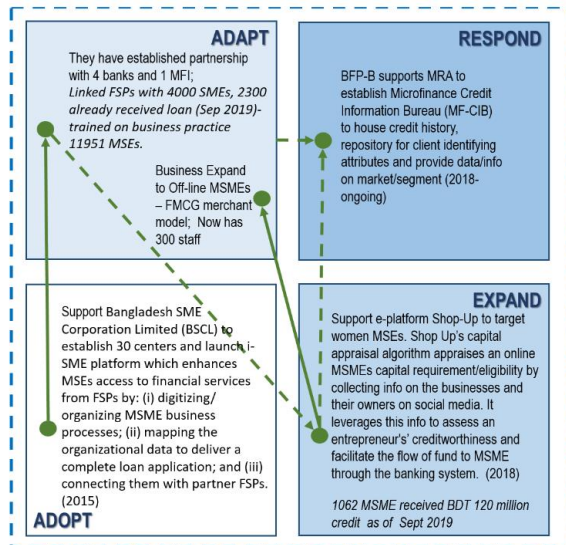 ADAPT
They have established partnership
with 4 banks and 1 MFI;
Linked FSPs with 4000 SMEs, 2300
already received loan (Sep 2019)-
trained on business practice
11951 MSEs.
Business Expand
to Off-line MSMEs
– FMCG merchant
model; Now has
300 staff
RESPOND
BFP-B supports MRA to
establish Microfinance Credit
Information Bureau (MF-CIB)
to house credit history,
repository for client identifying
attributes and provide data/info
on market/segment (2018-
ongoing)
Support Bangladesh SME
Corporation Limited (BSCL) to
establish 30 centers and launch i-
SME platform which enhances
MSEs access to financial services
from FSPs by: (i) digitizing/
organizing MSME business
processes; (ii) mapping the
organizational data to deliver a
complete loan application; and (iii)
connecting them with partner FSPs.
(2015)
ADOPT
EXPAND
Support e-platform Shop-Up to target
women MSEs. Shop Up's capital
appraisal algorithm appraises an online
MSMEs capital requirement/eligibility by
collecting info on the businesses and
their owners on social media. It
leverages this info to assess an
entrepreneur's' creditworthiness and
facilitate the flow of fund to MSME
through the banking system. (2018)
1062 MSME received BDT 120 million
credit as of Sept 2019